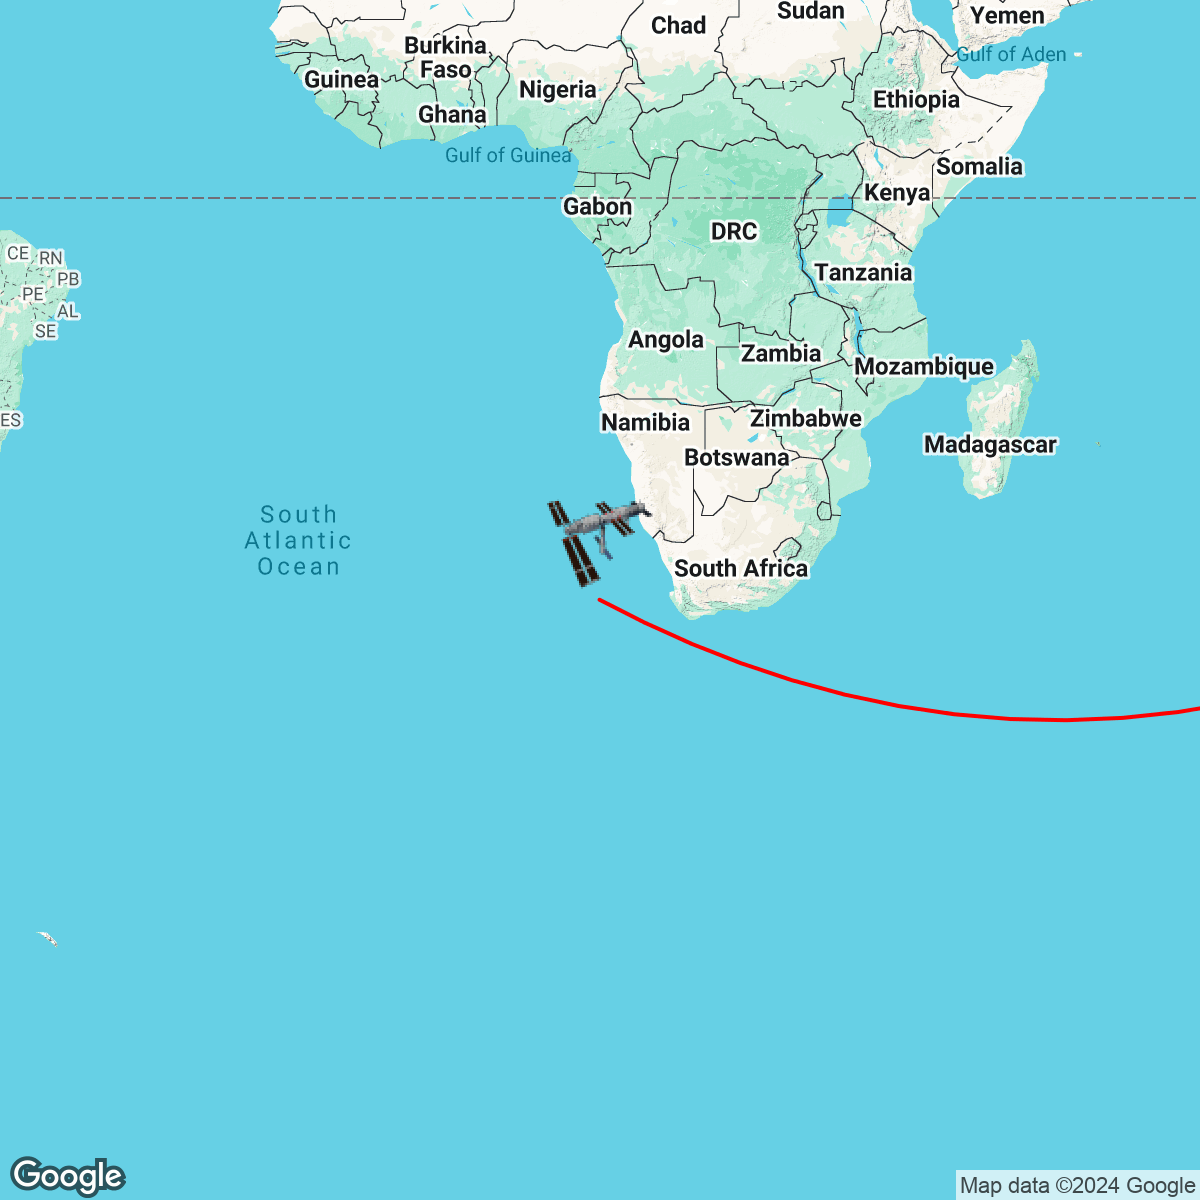 Chad
Sudan
Yemen
Burkina
Faso
Gulf of Aden
Guinea
Nigeria
Ethiopia
Ghana
Gulf of Guinea
Somalia
Kenya
Gabon
DRC
CE
RN
Tanzania
PB
PE
AL
SE
Angola
Zambia
Mozambique
ES
Namibia
Zimbabwe
Madagascar
Botswana
South
Atlantic
Ocean
South Africa
Google
Map data ©2024 Google